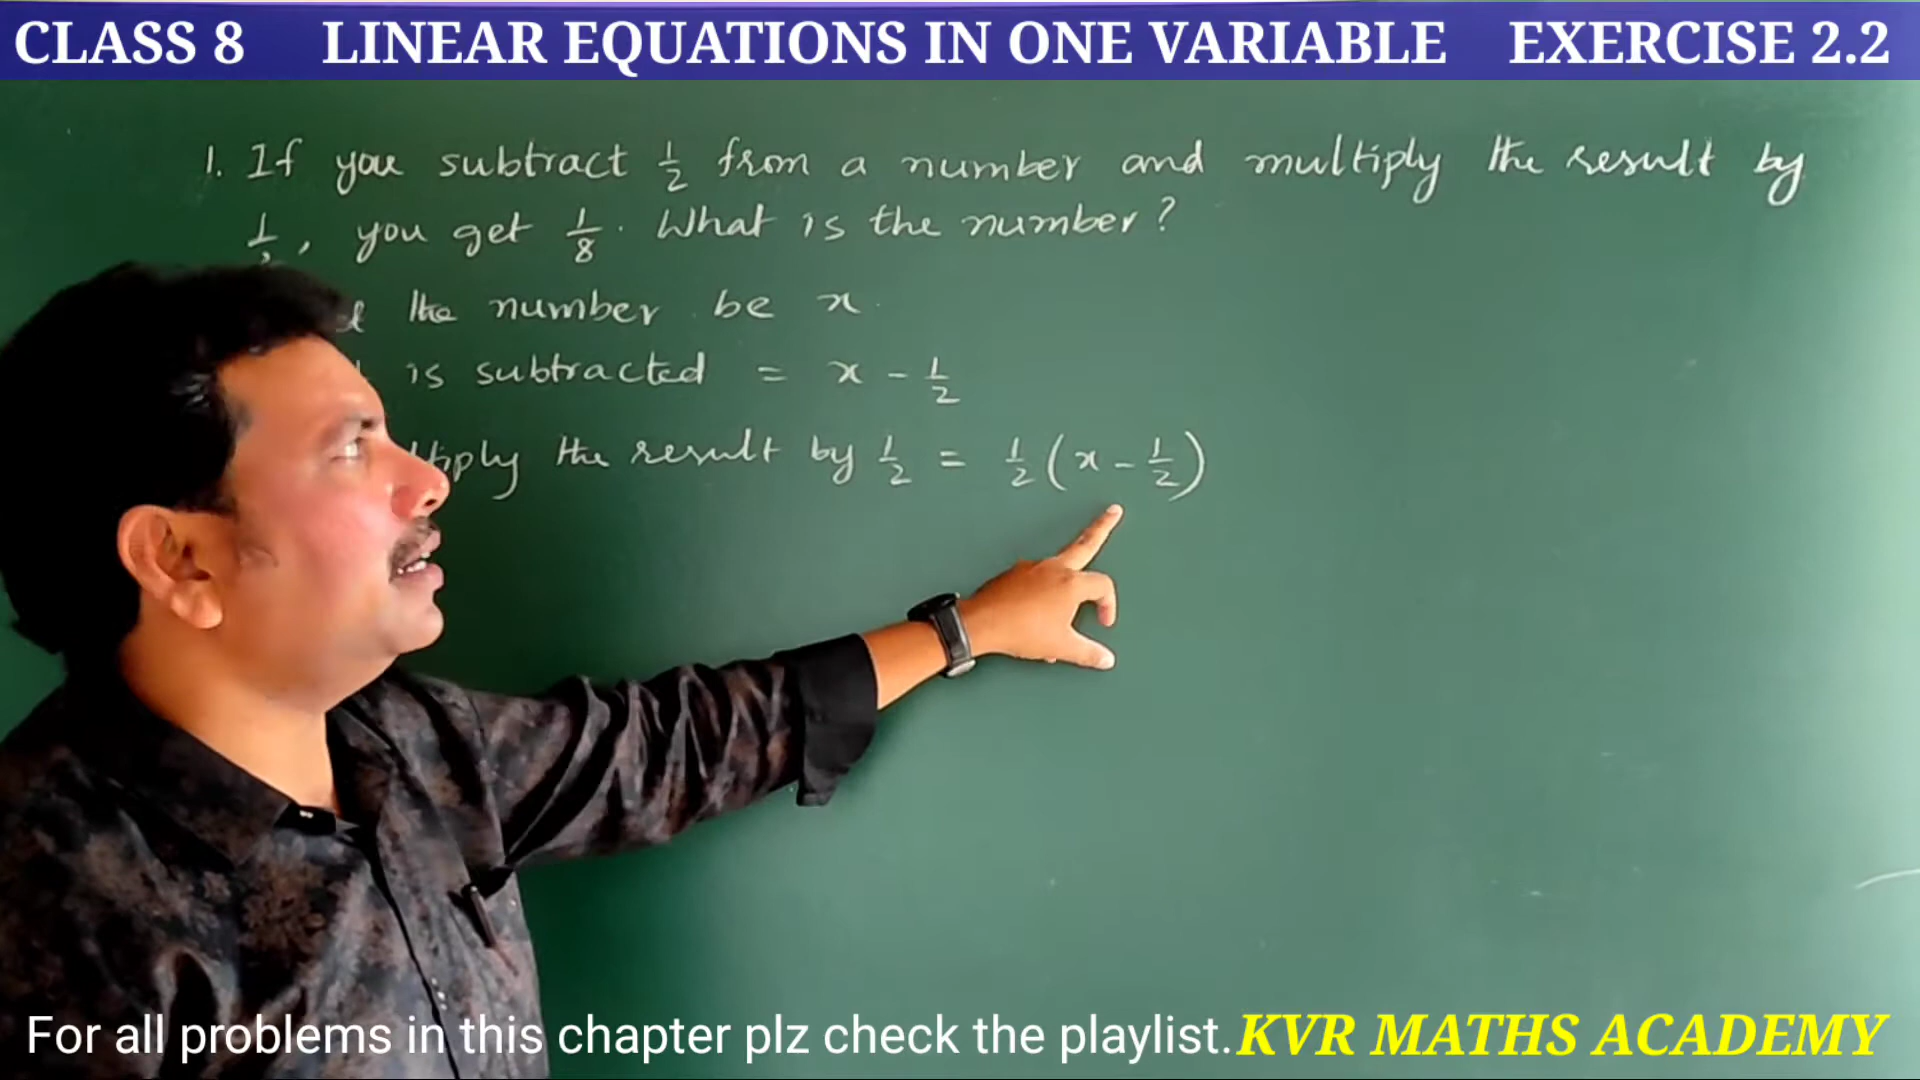 CLASS 8 LINEAR EQUATIONS IN ONE VARIABLE EXERCISE 2.2
1. If you subtract 1/2 from a number and multiply the result by
you get 1/8. What is the number?
the number be x.
is subtracted = x - 1/2
the result by 1/2 = 1/2 (x - 1/2)
For all problems in this chapter plz check the playlist. KVR MATHS ACADEMY